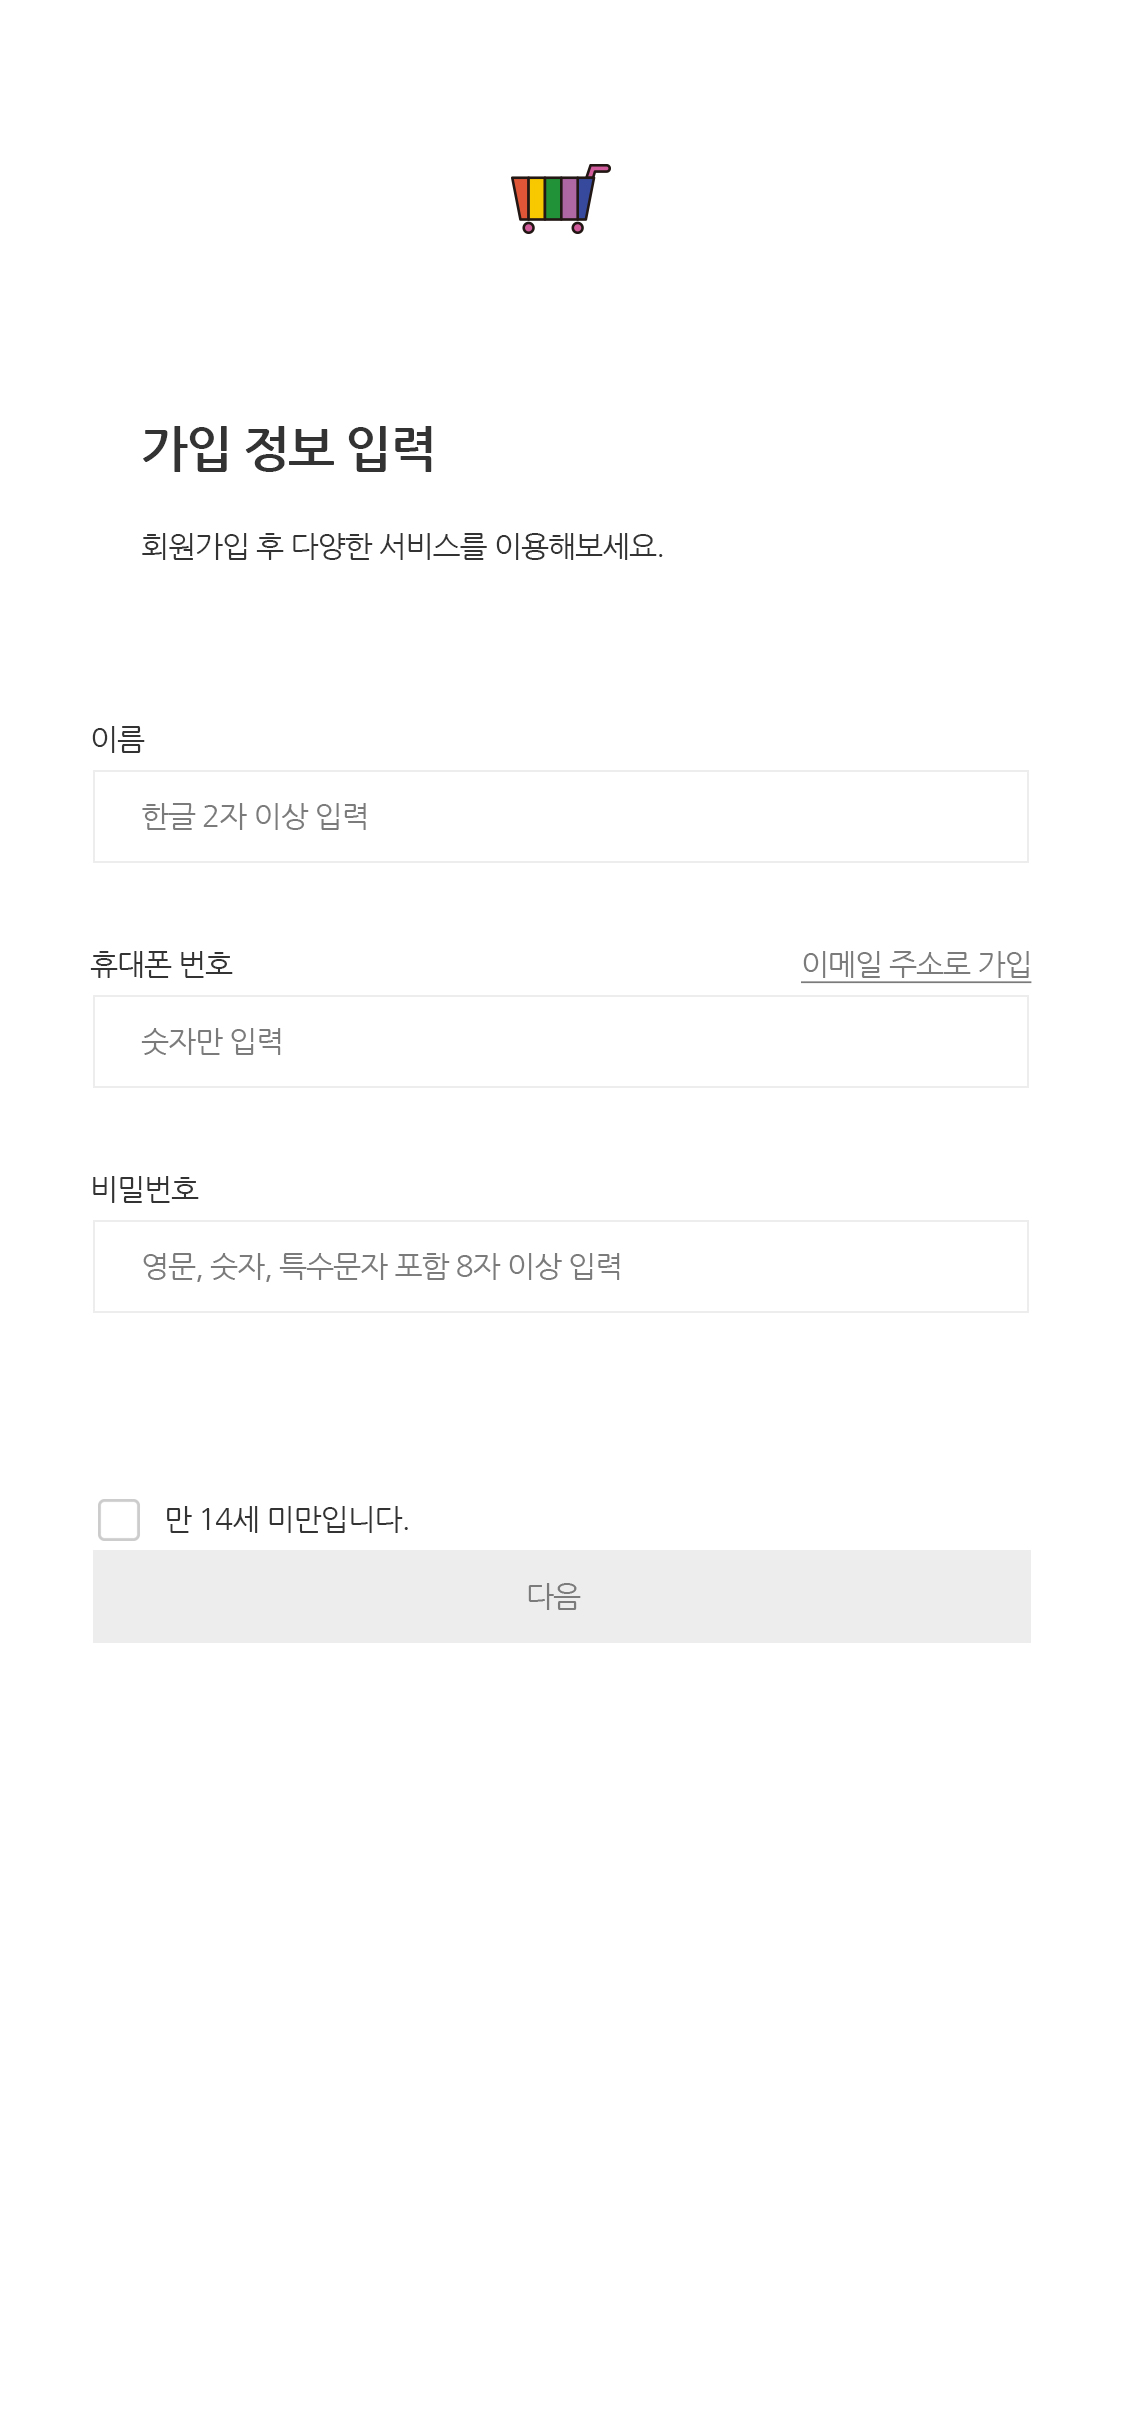 가입 정보 입력
회원가입 후 다양한 서비스를 이용해보세요.
이름
한글 2자 이상 입력
휴대폰 번호 이메일 주소로 가입
숫자만 입력
비밀번호
영문, 숫자, 특수문자 포함 8자 이상 입력
만 14세 미만입니다.
다음